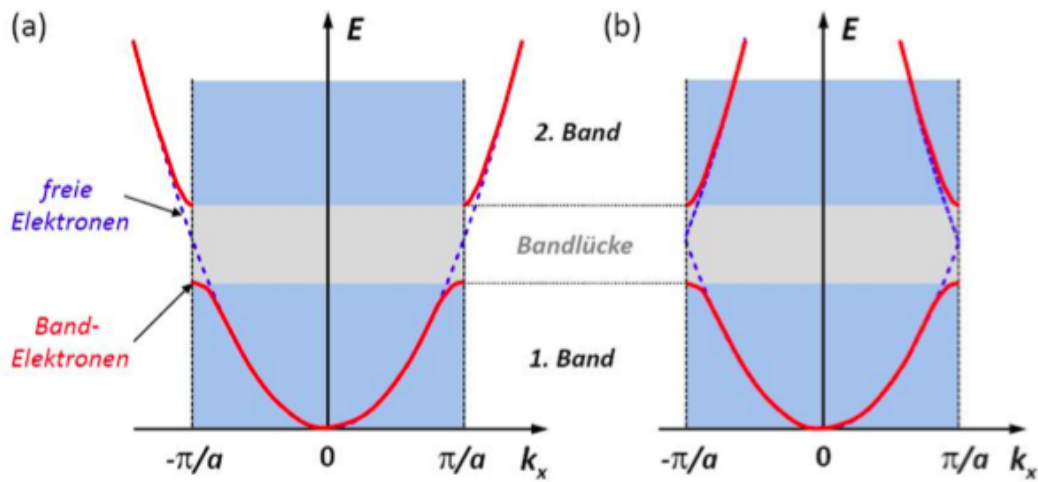 (a)
E
(b)
E
2. Band
freie
Elektronen
Bandlücke
Band-
Elektronen
1. Band
-π/a
0
π/a
kₓ
-π/a
0
π/a
kₓ